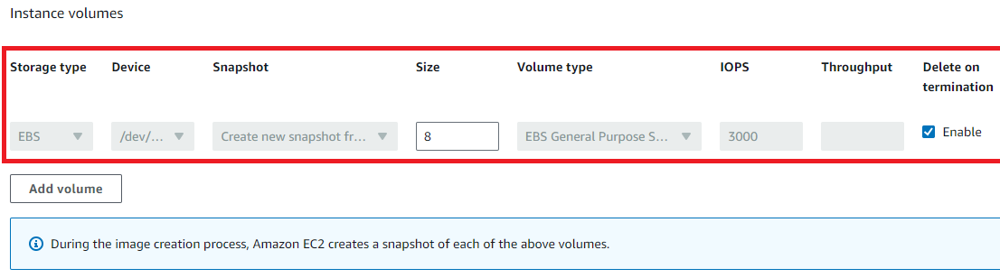 Instance volumes
Storage type Device Snapshot Size Volume type IOPS Throughput Delete on
termination
EBS /dev/... Create new snapshot fr... 8 EBS General Purpose S... 3000 Enable
Add volume
During the image creation process, Amazon EC2 creates a snapshot of each of the above volumes.